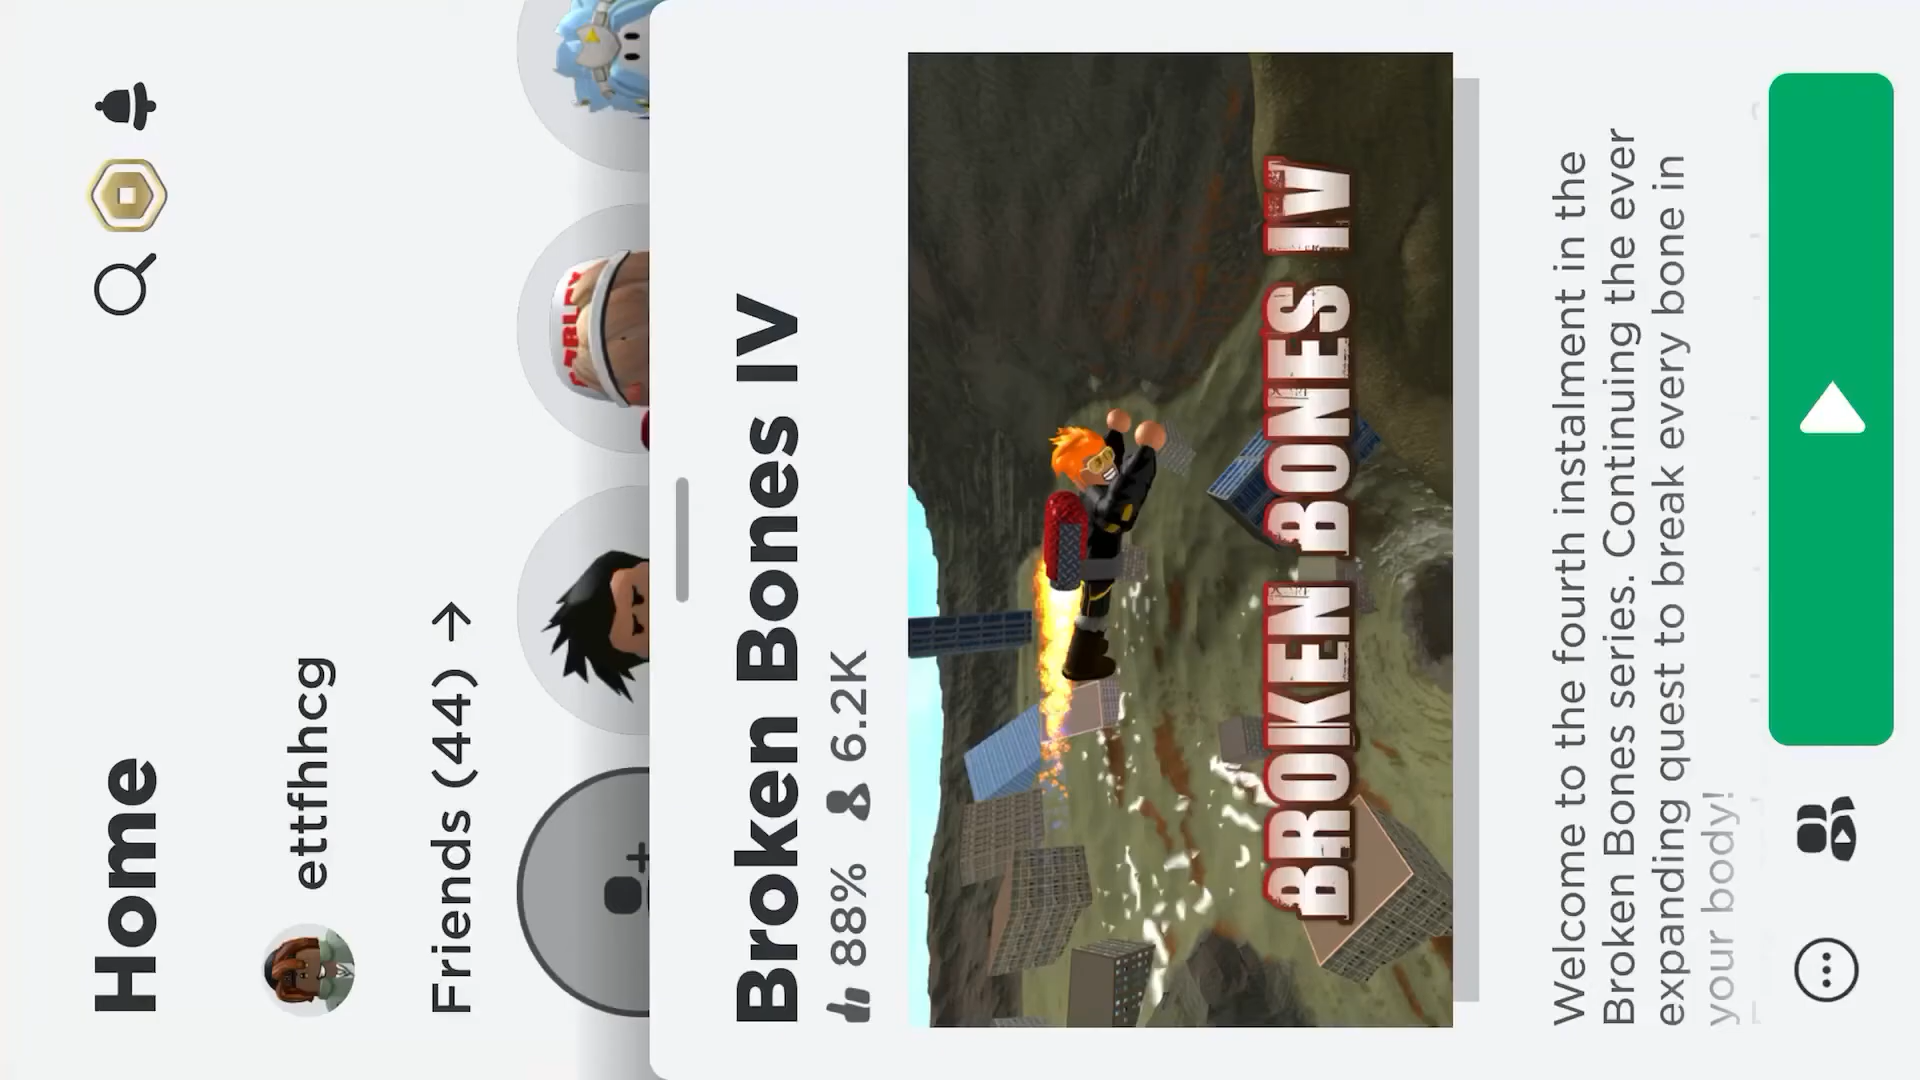 Home
ettfhhcg
Friends (44) →
Broken Bones IV
88% 6.2K
BROKEN BONES IV
Welcome to the fourth instalment in the
Broken Bones series. Continuing the ever
expanding quest to break every bone in
your body!